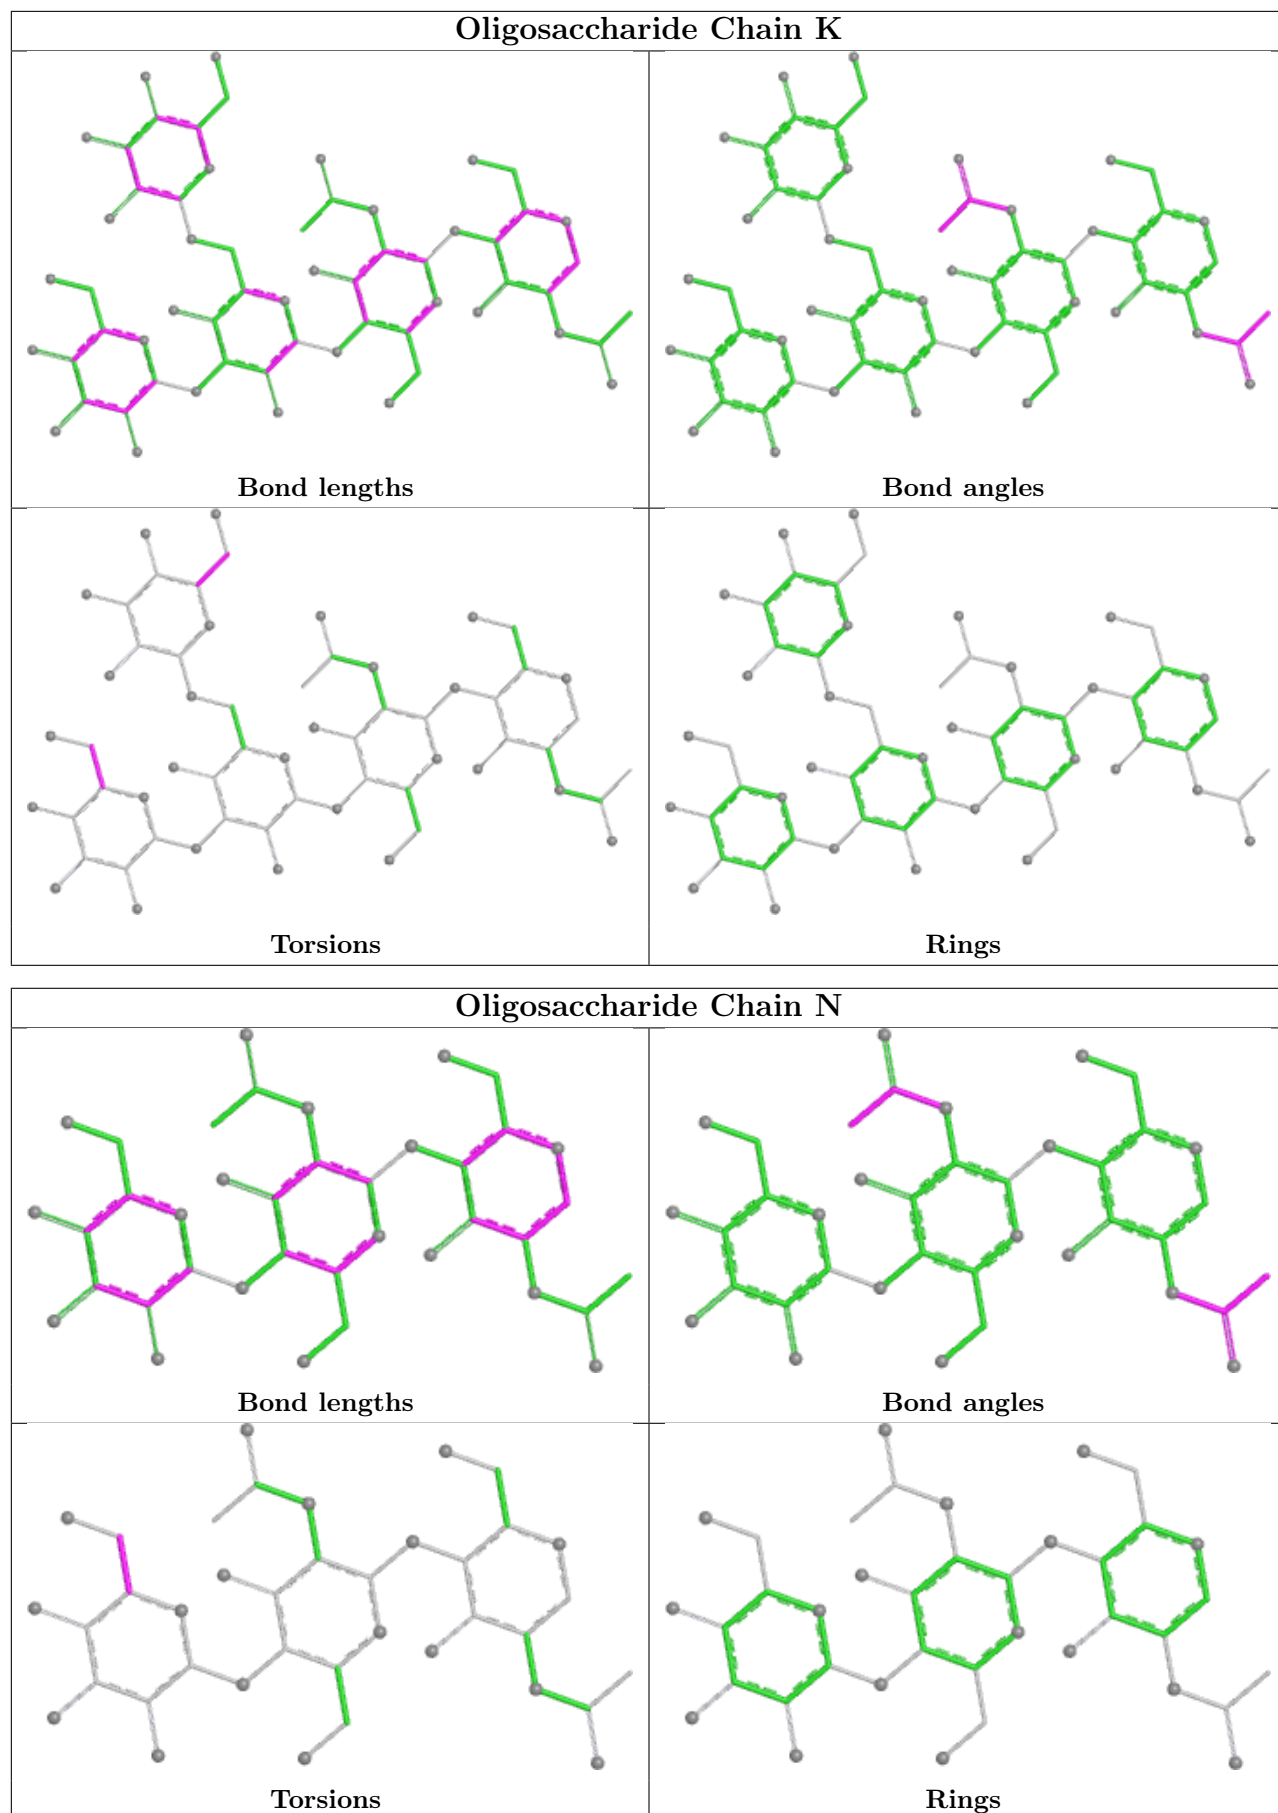 Oligosaccharide Chain K
Bond lengths
Bond angles
Torsions
Rings
Oligosaccharide Chain N
Bond lengths
Bond angles
Torsions
Rings